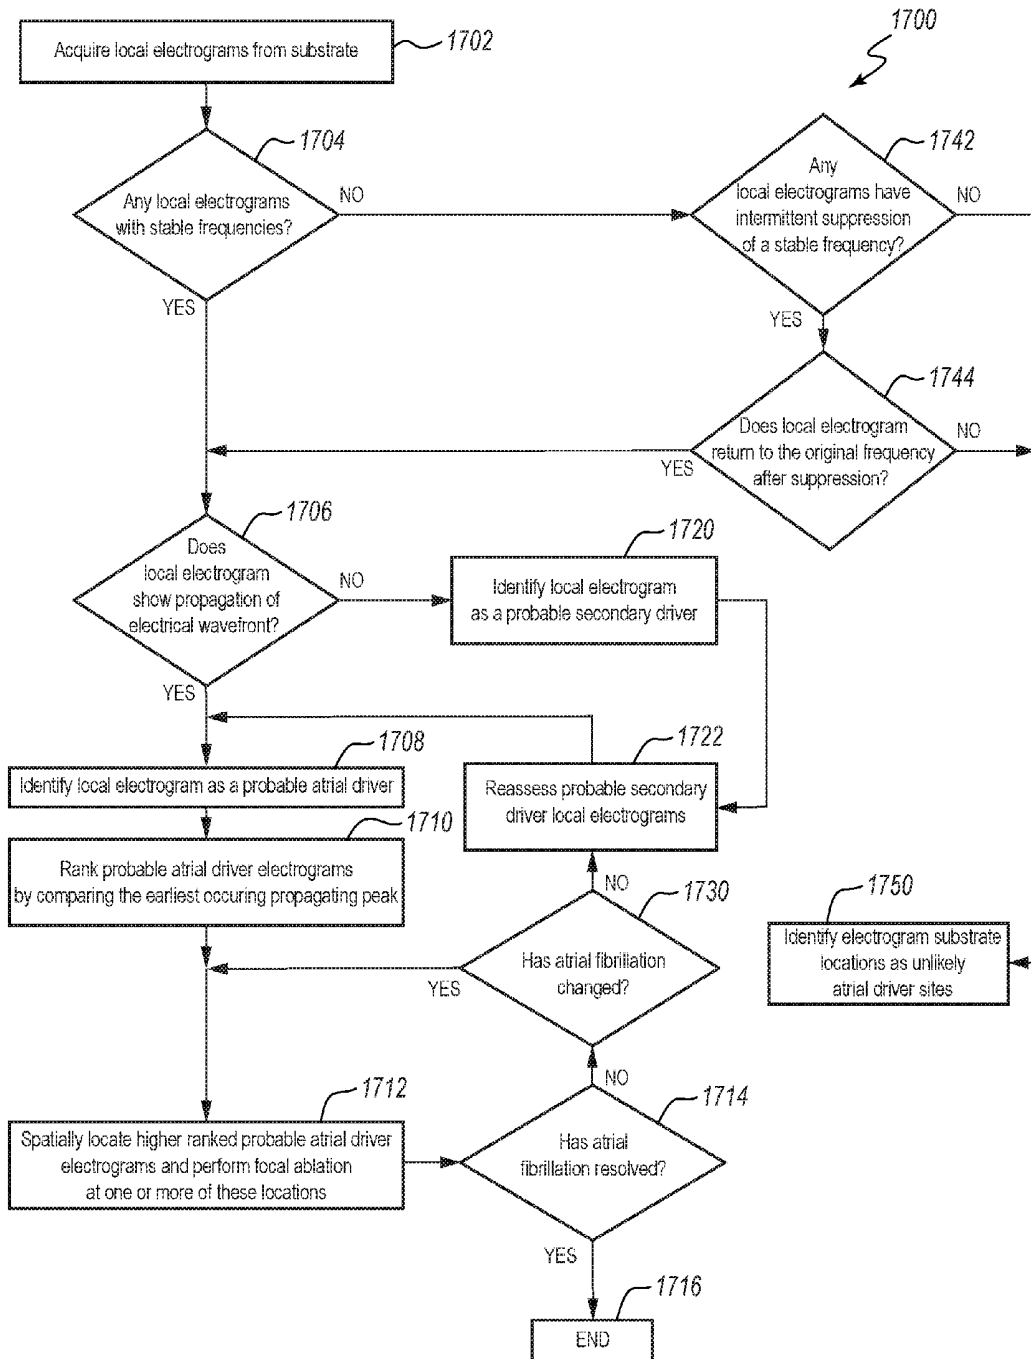 1700
1702
Acquire local electrograms from substrate
1704
Any local electrograms
with stable frequencies?
NO
YES
1742
Any
local electrograms have
intermittent suppression
of a stable frequency?
NO
YES
1744
Does local electrogram
return to the original frequency
after suppression?
NO
YES
1706
Does
local electrogram
show propagation of
electrical wavefront?
NO
YES
1720
Identify local electrogram
as a probable secondary driver
1708
Identify local electrogram as a probable atrial driver
1722
Reassess probable secondary
driver local electrograms
1710
Rank probable atrial driver electrograms
by comparing the earliest occuring propagating peak
NO
1730
Has atrial fibrillation
changed?
YES
1750
Identify electrogram substrate
locations as unlikely
atrial driver sites
NO
1712
Spatially locate higher ranked probable atrial driver
electrograms and perform focal ablation
at one or more of these locations
1714
Has atrial
fibrillation resolved?
YES
1716
END